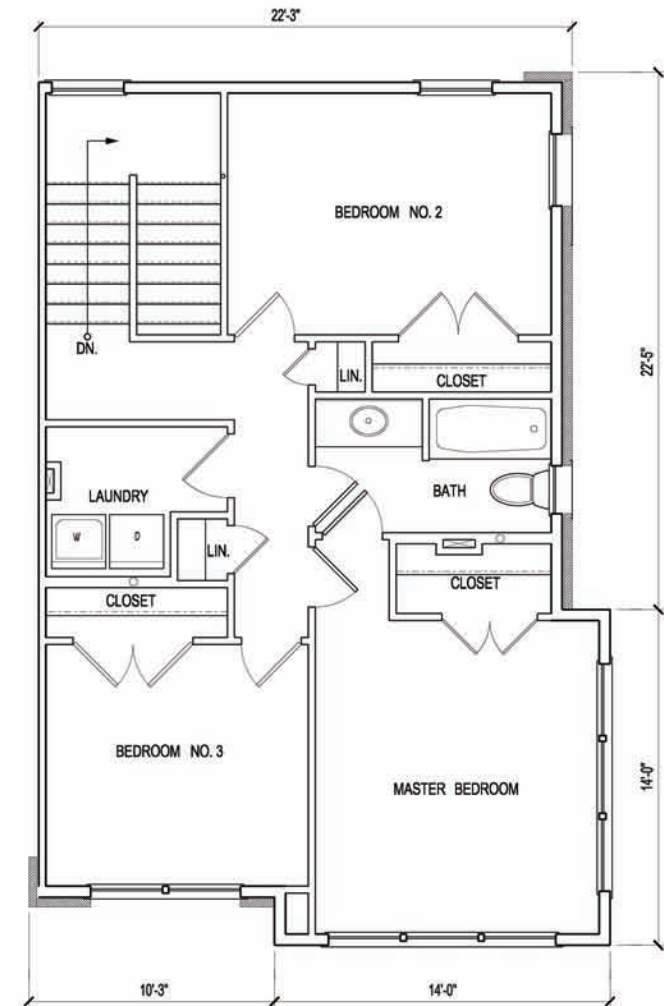 22'-3"
BEDROOM NO. 2
DN.
22'-5"
LIN.
CLOSET
LAUNDRY
BATH
W
D
LIN.
CLOSET
CLOSET
BEDROOM NO. 3
MASTER BEDROOM
14'-0"
10'-3"
14'-0"